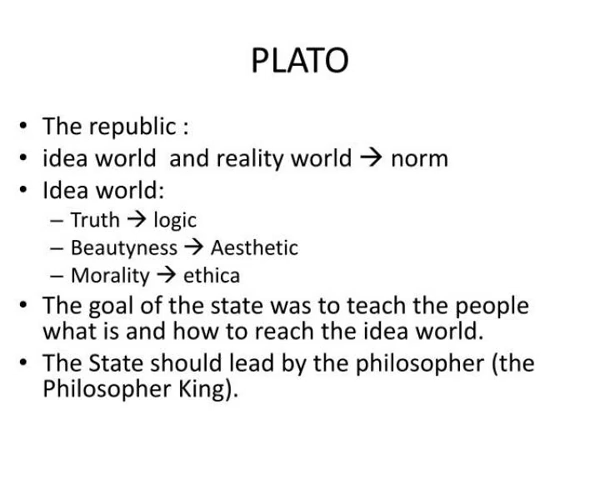 PLATO
• The republic :
• idea world  and reality world → norm
• Idea world:
– Truth → logic
– Beautyness → Aesthetic
– Morality → ethica
• The goal of the state was to teach the people
what is and how to reach the idea world.
• The State should lead by the philosopher (the
Philosopher King).